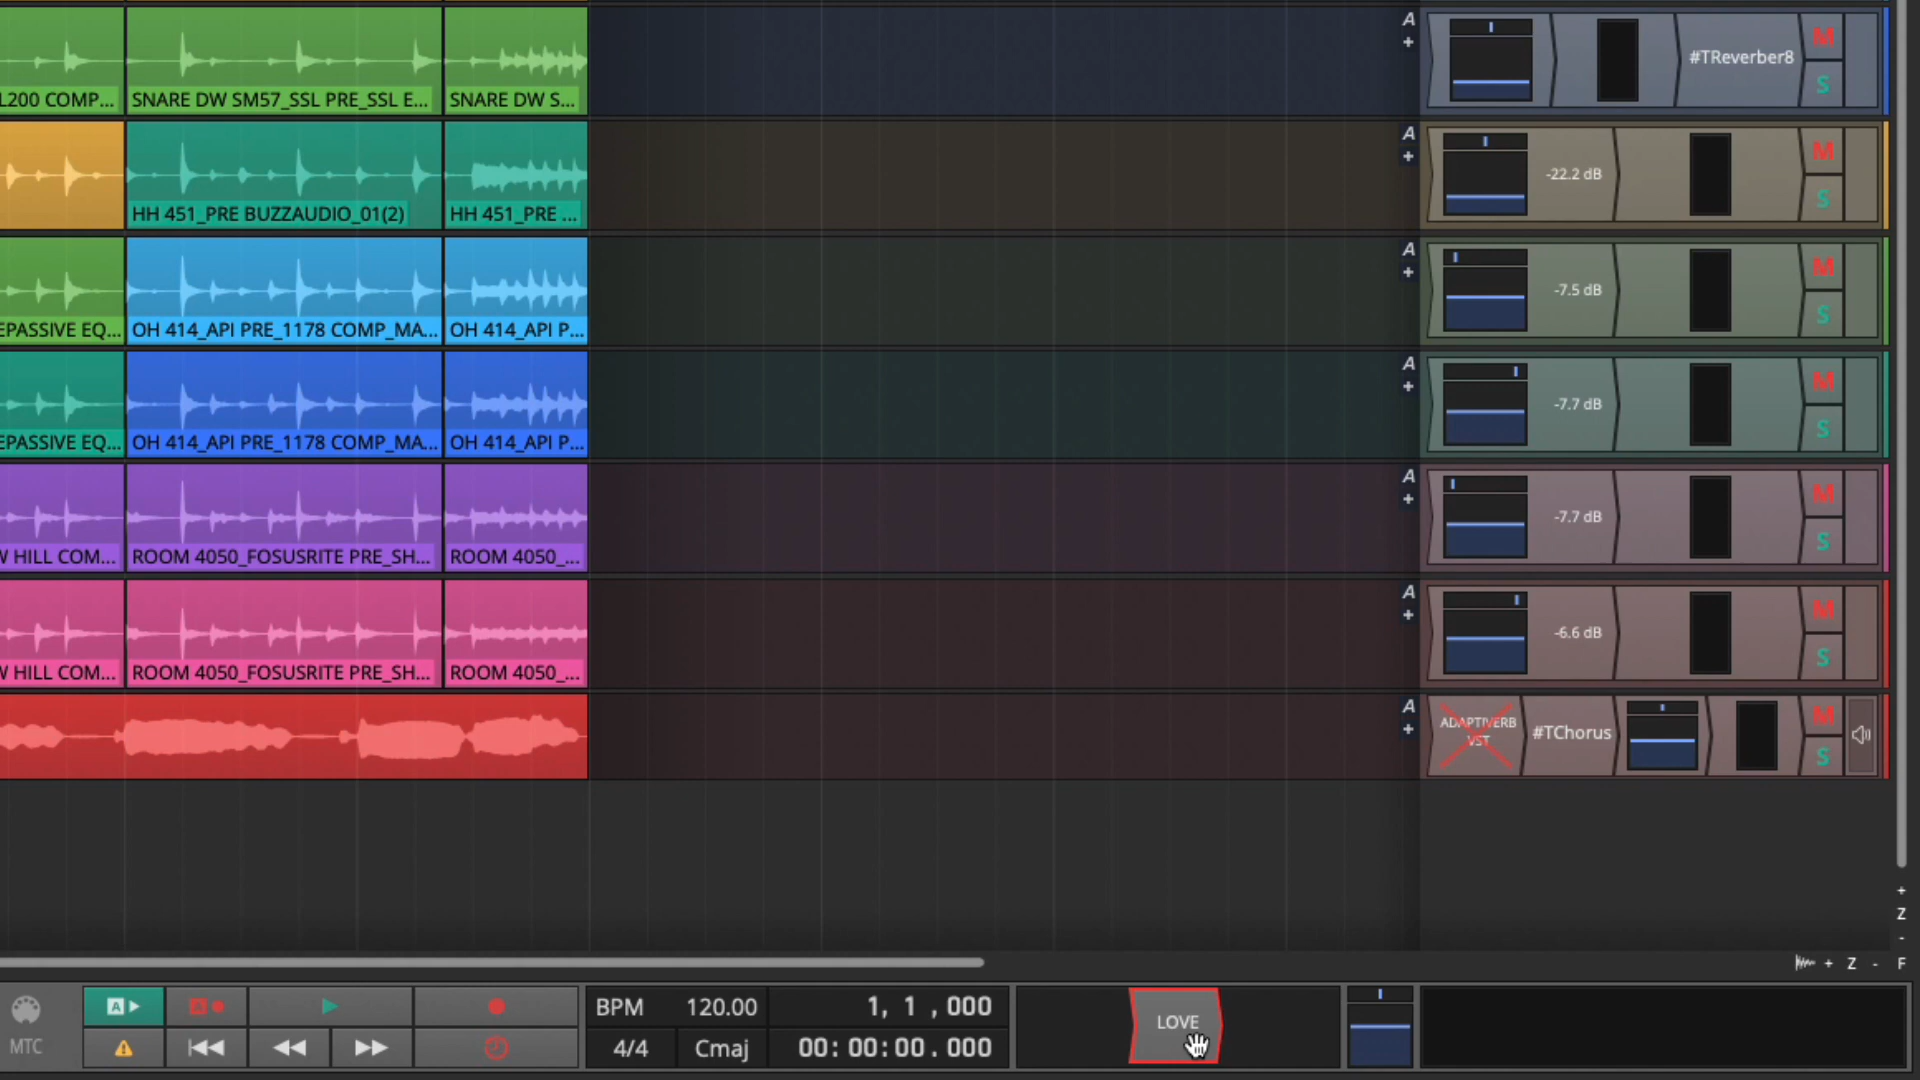 L200 COMP...
SNARE DW SM57_SSL PRE_SSL E...
SNARE DW S...
A
+
#TReverber8
M
S
HH 451_PRE BUZZAUDIO_01(2)
HH 451_PRE ...
A
+
-22.2 dB
M
S
EPASSIVE EQ...
OH 414_API PRE_1178 COMP_MA...
OH 414_API P...
A
+
-7.5 dB
M
S
EPASSIVE EQ...
OH 414_API PRE_1178 COMP_MA...
OH 414_API P...
A
+
-7.7 dB
M
S
W HILL COM...
ROOM 4050_FOSUSRITE PRE_SH...
ROOM 4050_...
A
+
-7.7 dB
M
S
W HILL COM...
ROOM 4050_FOSUSRITE PRE_SH...
ROOM 4050_...
A
+
-6.6 dB
M
S
A
+
ADAPTIVERB
VST
#TChorus
M
S
+
Z
-
+ Z - F
MTC
A
A
BPM 120.00
1, 1 ,000
4/4 Cmaj
00:00:00.000
LOVE